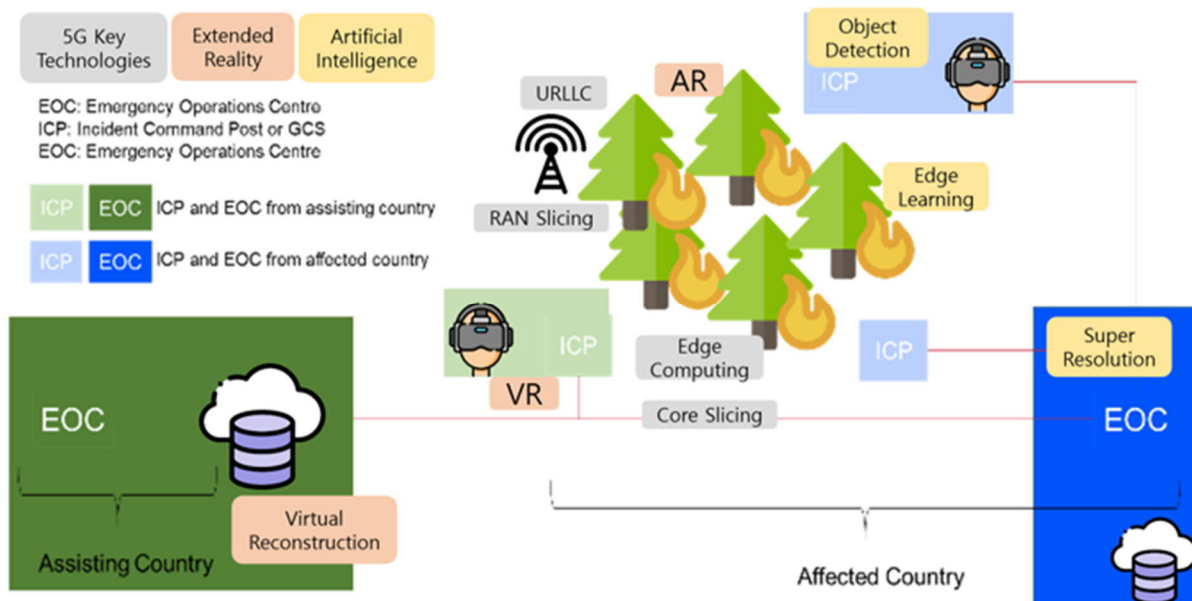 5G Key
Technologies
Extended
Reality
Artificial
Intelligence
EOC: Emergency Operations Centre
ICP: Incident Command Post or GCS
EOC: Emergency Operations Centre
ICP EOC ICP and EOC from assisting country
ICP EOC ICP and EOC from affected country
Object
Detection
ICP
AR
URLLC
RAN Slicing
Edge
Learning
ICP
VR
Edge
Computing
ICP
Super
Resolution
Core Slicing
EOC
EOC
Virtual
Reconstruction
Assisting Country
Affected Country